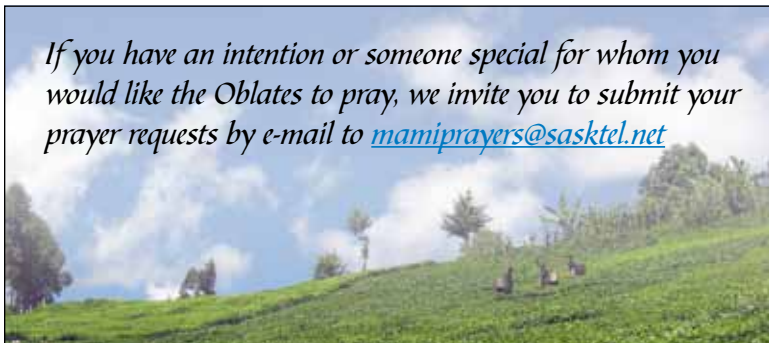 If you have an intention or someone special for whom you
would like the Oblates to pray, we invite you to submit your
prayer requests by e-mail to mamiprayers@sasktel.net